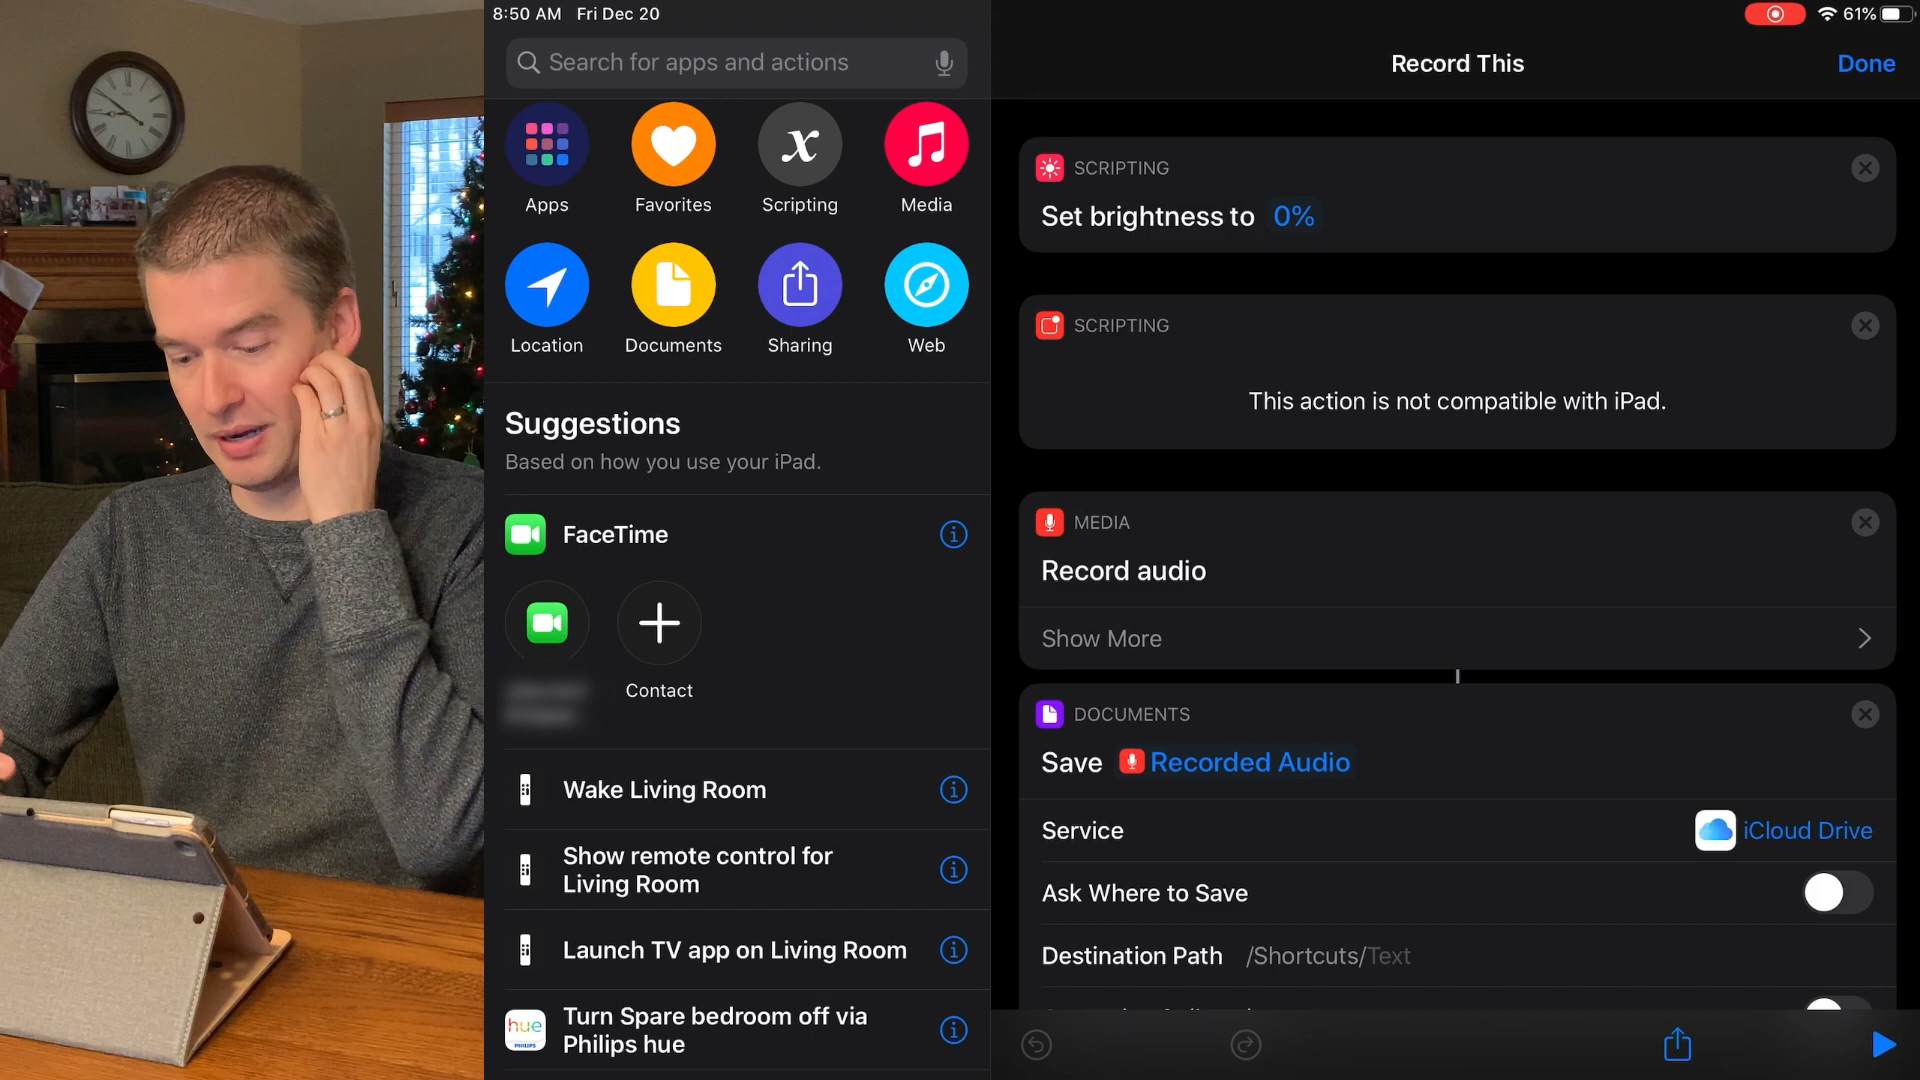 8:50 AM Fri Dec 20
61%
Search for apps and actions
Apps
Favorites
Scripting
Media
Location
Documents
Sharing
Web
Suggestions
Based on how you use your iPad.
FaceTime
Contact
Wake Living Room
Show remote control for
Living Room
Launch TV app on Living Room
hue
PHILIPS
Turn Spare bedroom off via
Philips hue
Record This
Done
SCRIPTING
Set brightness to 0%
SCRIPTING
This action is not compatible with iPad.
MEDIA
Record audio
Show More
DOCUMENTS
Save Recorded Audio
Service
iCloud Drive
Ask Where to Save
Destination Path /Shortcuts/Text